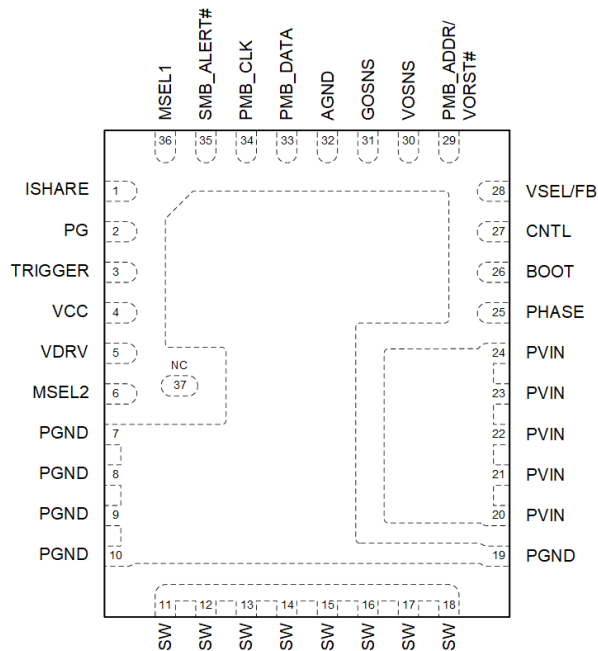 MSEL1
SMB_ALERT#
PMB_CLK
PMB_DATA
AGND
GOSNS
VOSNS
PMB_ADDR/
VORST#
36
35
34
33
32
31
30
29
ISHARE
1
28
VSEL/FB
PG
2
27
CNTL
TRIGGER
3
26
BOOT
VCC
4
25
PHASE
VDRV
5
24
PVIN
NC
37
MSEL2
6
23
PVIN
PGND
7
22
PVIN
PGND
8
21
PVIN
PGND
9
20
PVIN
PGND
10
19
PGND
11
12
13
14
15
16
17
18
SW
SW
SW
SW
SW
SW
SW
SW